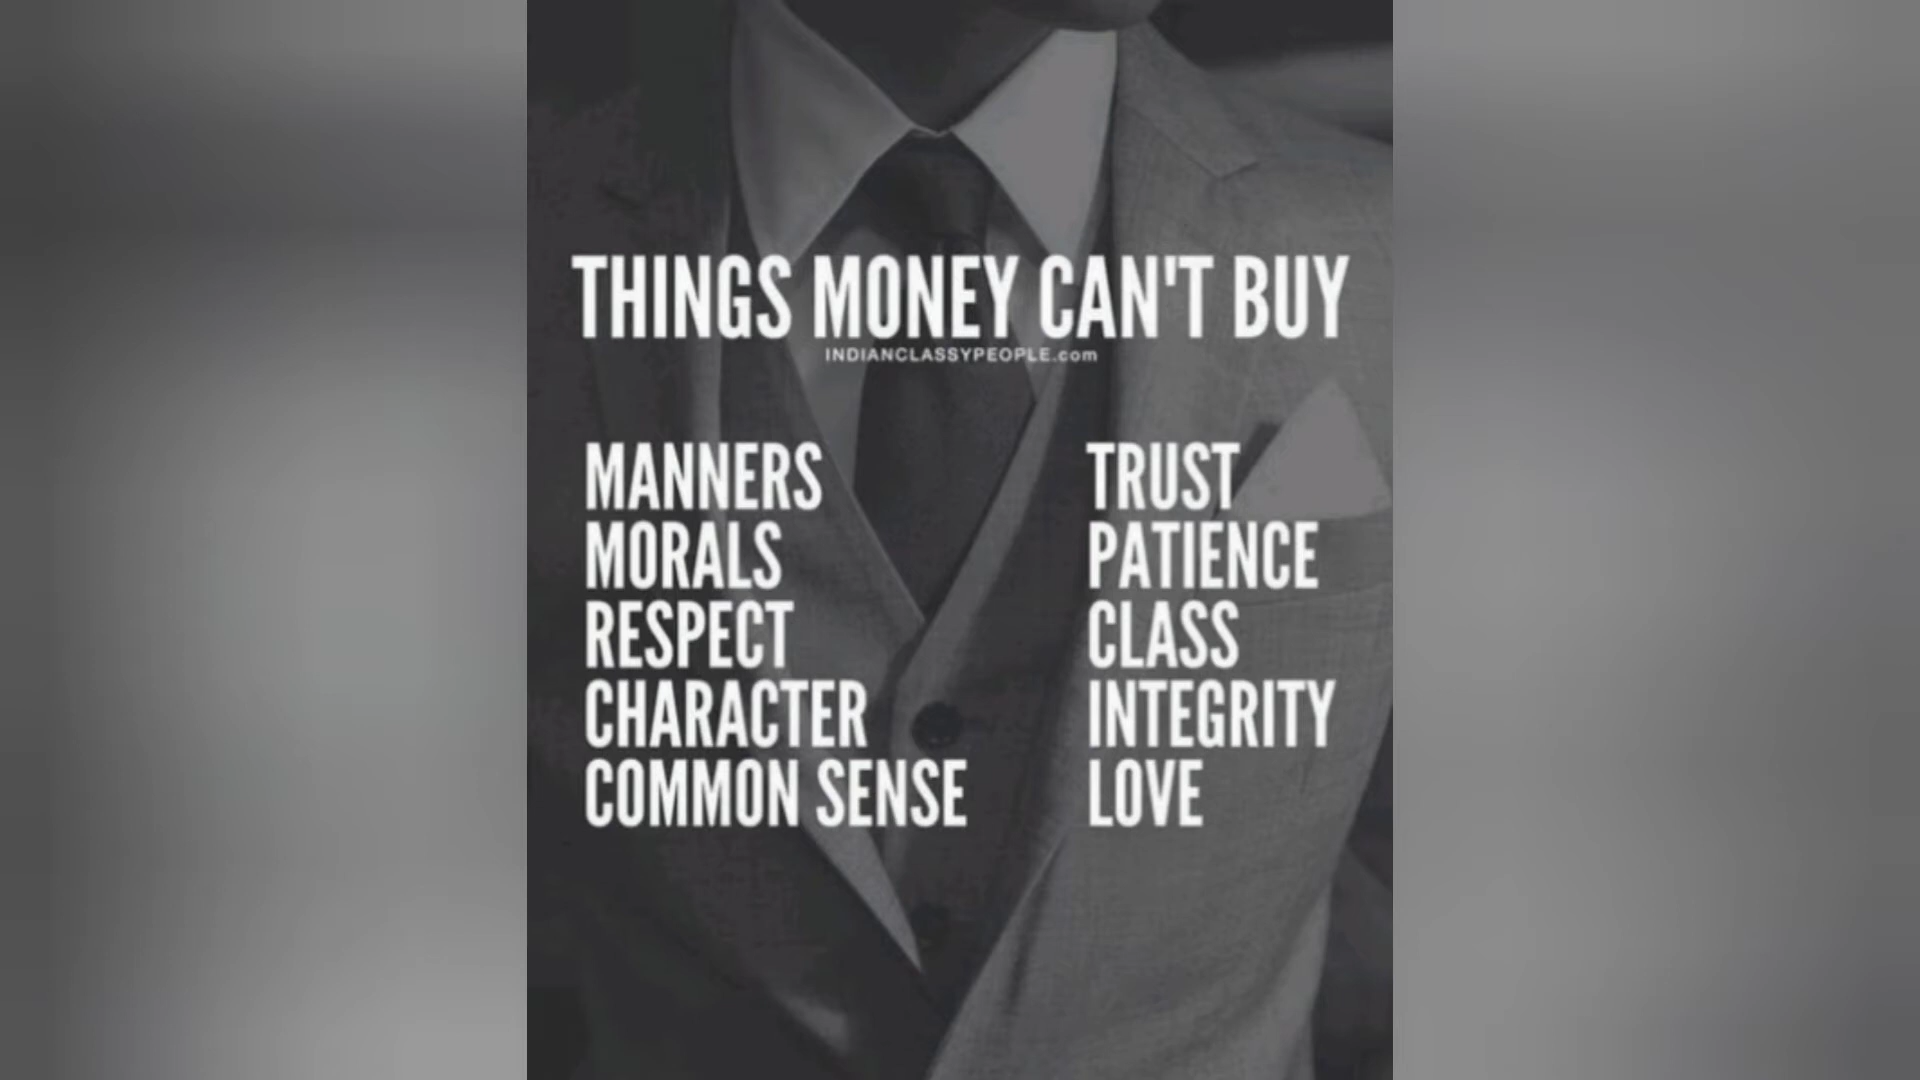 THINGS MONEY CAN'T BUY
INDIANCLASSYPEOPLE.com
MANNERS
MORALS
RESPECT
CHARACTER
COMMON SENSE
TRUST
PATIENCE
CLASS
INTEGRITY
LOVE